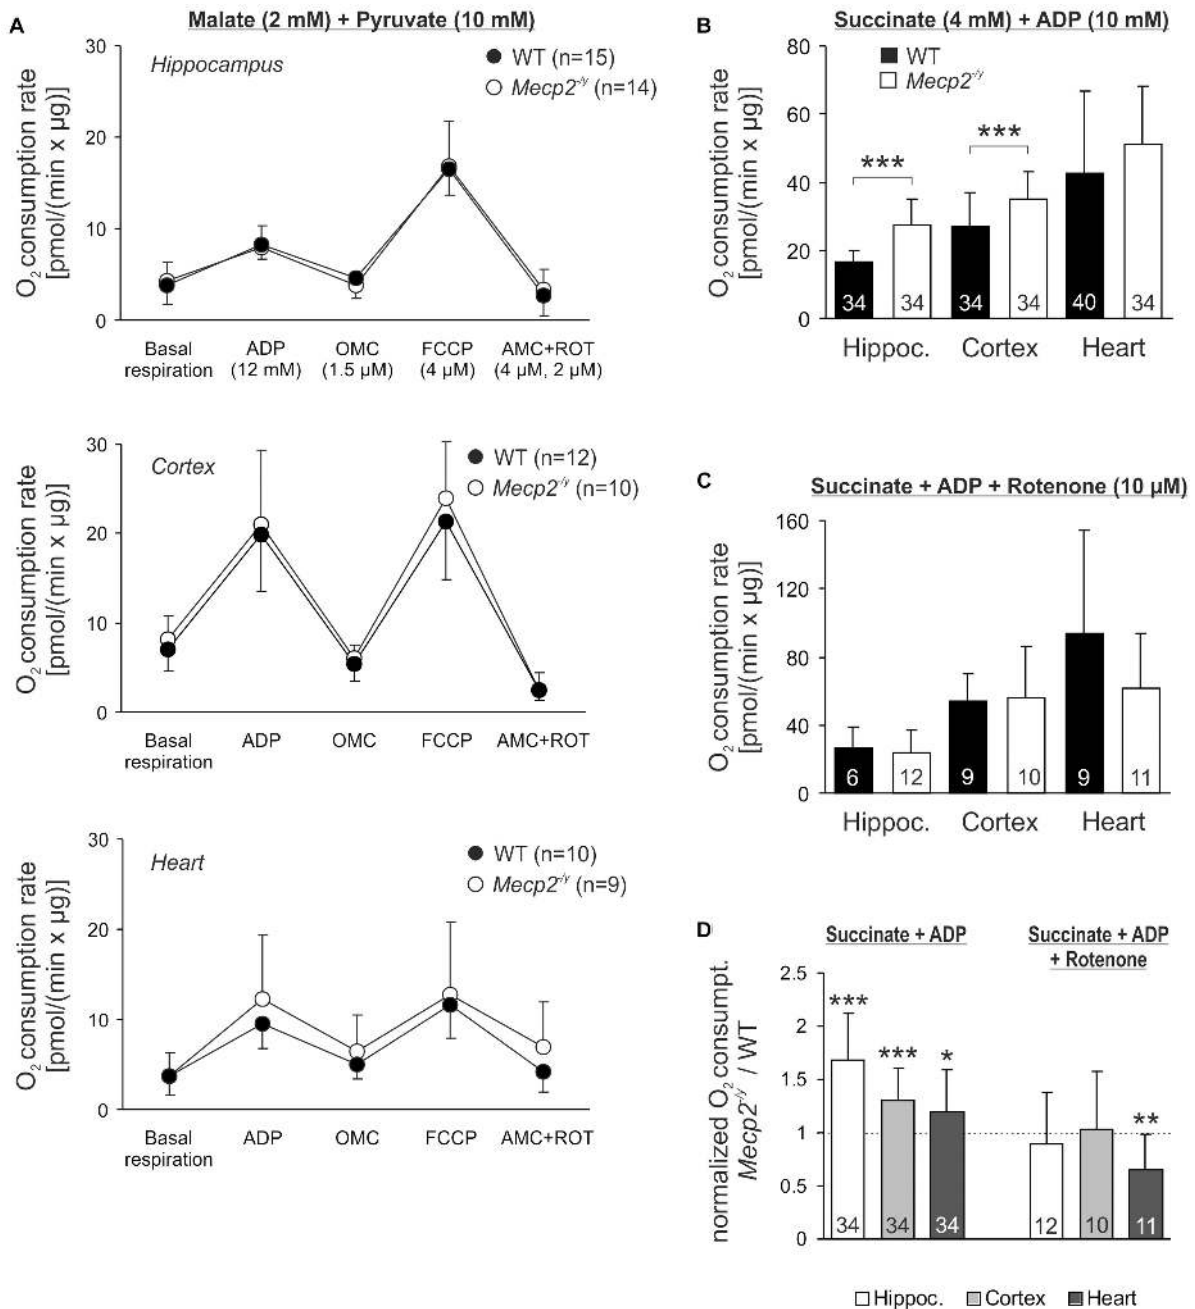 A
Malate (2 mM) + Pyruvate (10 mM)
O2 consumption rate
[pmol/(min x µg)]
30
20
10
0
Hippocampus
WT (n=15)
Mecp2-/y (n=14)
Basal
respiration
ADP
(12 mM)
OMC
(1.5 µM)
FCCP
(4 µM)
AMC+ROT
(4 µM, 2 µM)
O2 consumption rate
[pmol/(min x µg)]
30
20
10
0
Cortex
WT (n=12)
Mecp2-/y (n=10)
Basal
respiration
ADP
OMC
FCCP
AMC+ROT
O2 consumption rate
[pmol/(min x µg)]
30
20
10
0
Heart
WT (n=10)
Mecp2-/y (n=9)
Basal
respiration
ADP
OMC
FCCP
AMC+ROT
B
Succinate (4 mM) + ADP (10 mM)
O2 consumption rate
[pmol/(min x µg)]
80
60
40
20
0
WT
Mecp2-/y
***
***
34
34
34
34
40
34
Hippoc.
Cortex
Heart
C
Succinate + ADP + Rotenone (10 µM)
O2 consumption rate
[pmol/(min x µg)]
160
120
80
40
0
6
12
9
10
9
11
Hippoc.
Cortex
Heart
D
Succinate + ADP
Succinate + ADP
+ Rotenone
normalized O2 consumpt.
Mecp2-/y / WT
2.5
2
1.5
1
0.5
0
***
***
*
**
34
34
34
12
10
11
Hippoc.
Cortex
Heart